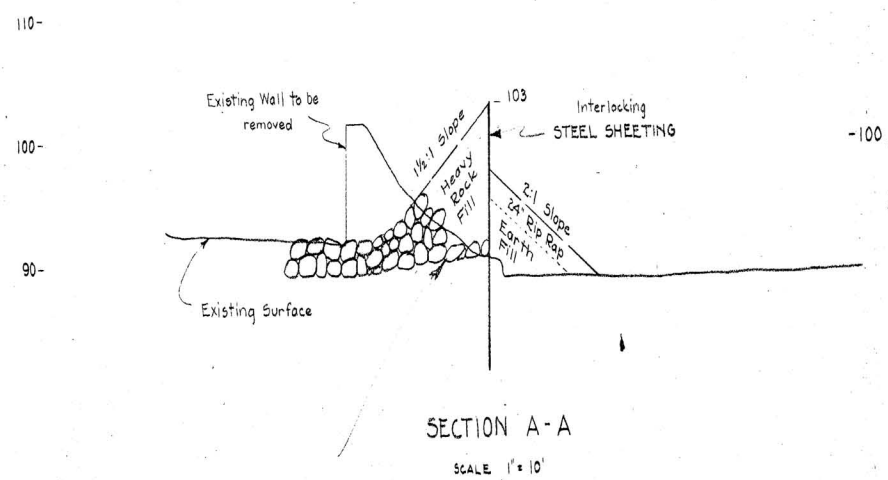 110-
103
Existing Wall to be
removed
Interlocking
STEEL SHEETING
100-
-100
1½:1 Slope
Heavy
Rock
Fill
2:1 Slope
24" Rip Rap
Earth
Fill
90-
Existing Surface
SECTION A-A
SCALE 1"=10'